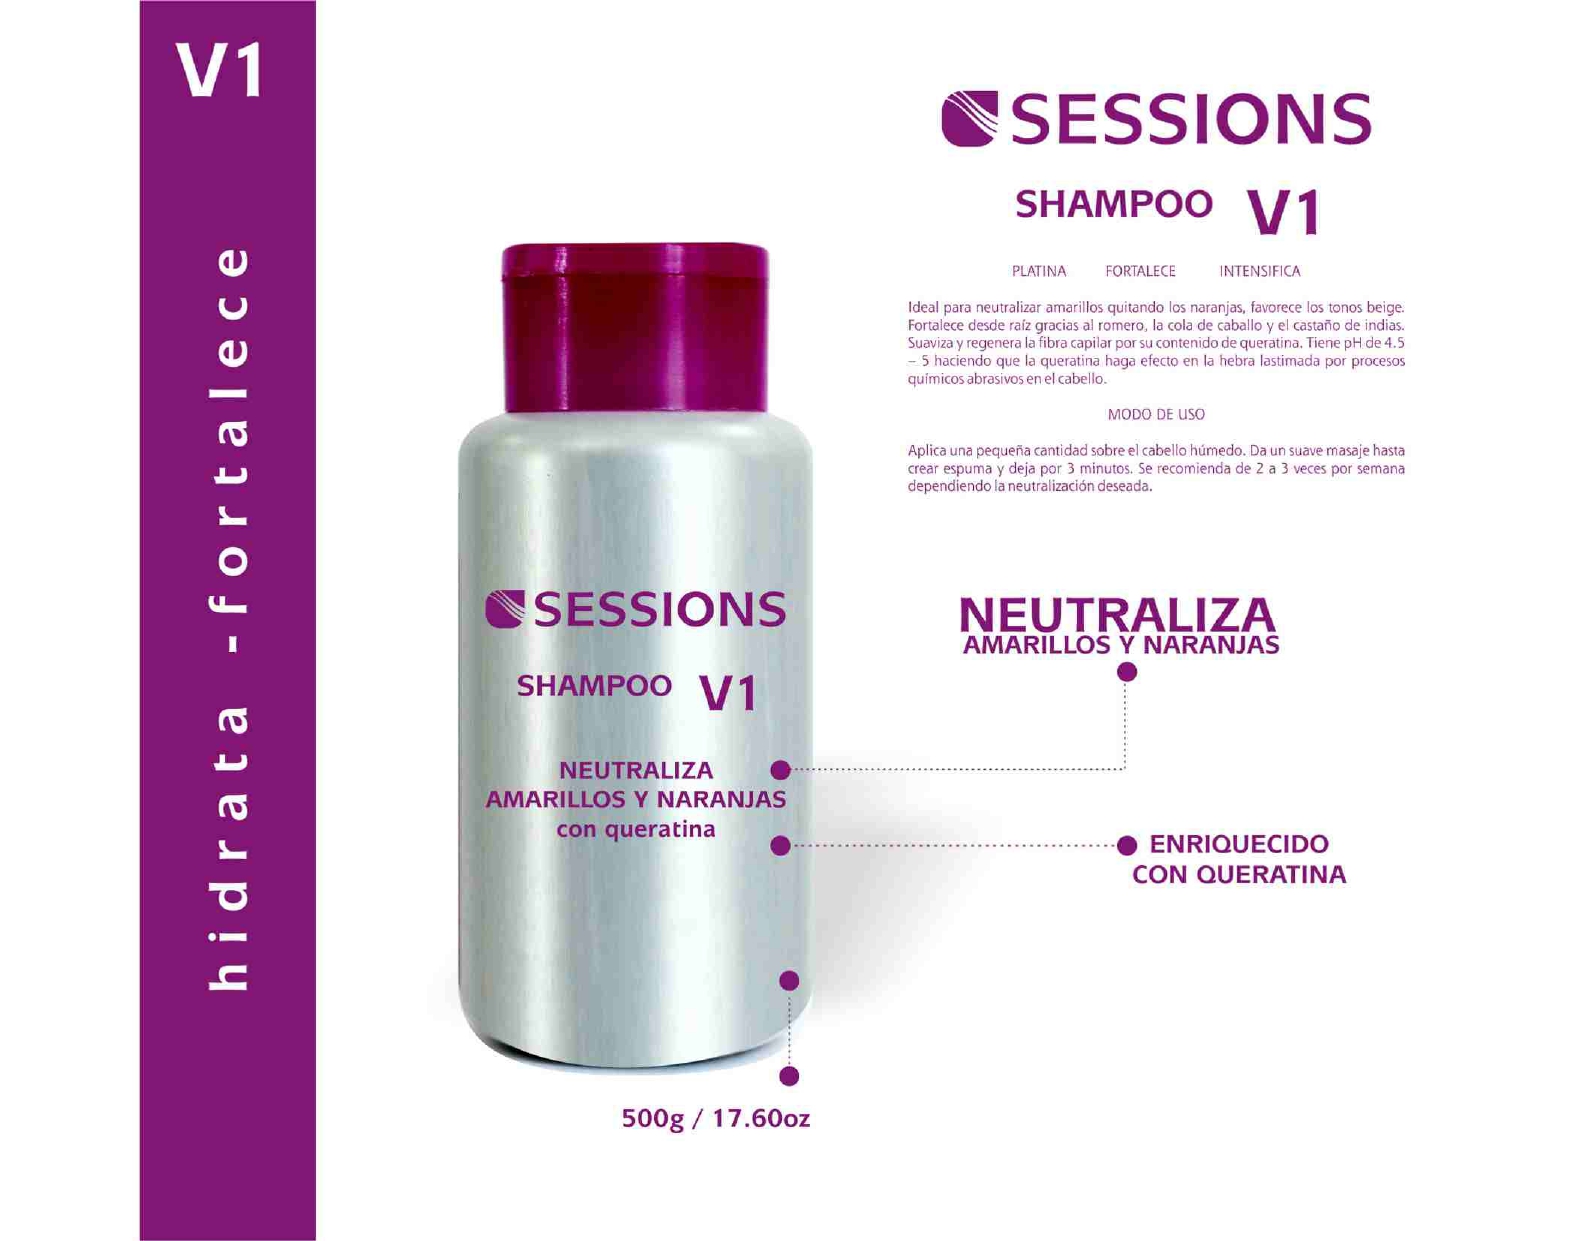 V1
hidrata - fortalece
SESSIONS
SHAMPOO V1
PLATINA FORTALECE INTENSIFICA
Ideal para neutralizar amarillos quitando los naranjas, favorece los tonos beige.
Fortalece desde raíz gracias al romero, la cola de caballo y el castaño de indias.
Suaviza y regenera la fibra capilar por su contenido de queratina. Tiene pH de 4.5
– 5 haciendo que la queratina haga efecto en la hebra lastimada por procesos
químicos abrasivos en el cabello.
MODO DE USO
Aplica una pequeña cantidad sobre el cabello húmedo. Da un suave masaje hasta
crear espuma y deja por 3 minutos. Se recomienda de 2 a 3 veces por semana
dependiendo la neutralización deseada.
SESSIONS
SHAMPOO V1
NEUTRALIZA
AMARILLOS Y NARANJAS
con queratina
NEUTRALIZA
AMARILLOS Y NARANJAS
ENRIQUECIDO
CON QUERATINA
500g / 17.60oz